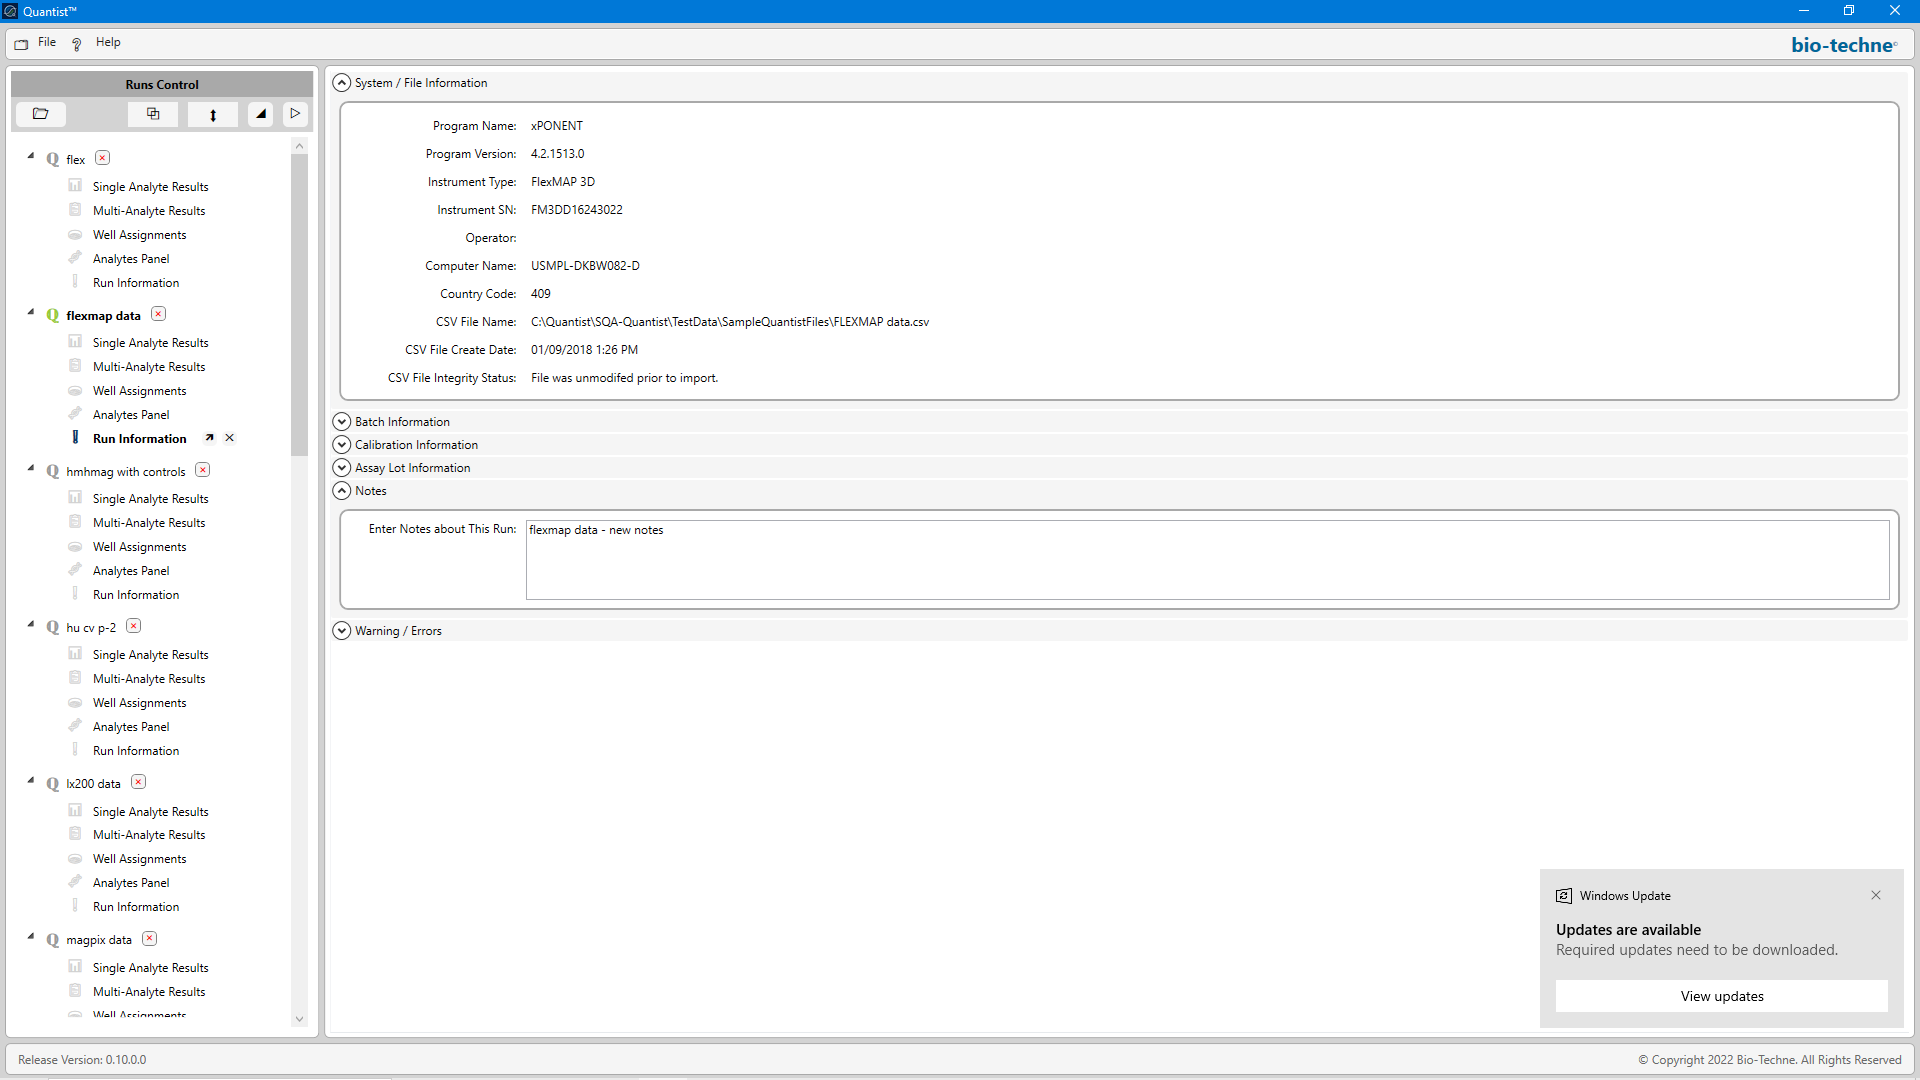 Quantist™
File
Help
bio-techne
Runs Control
flex
Single Analyte Results
Multi-Analyte Results
Well Assignments
Analytes Panel
Run Information
flexmap data
Single Analyte Results
Multi-Analyte Results
Well Assignments
Analytes Panel
Run Information
hmhmag with controls
Single Analyte Results
Multi-Analyte Results
Well Assignments
Analytes Panel
Run Information
hu cv p-2
Single Analyte Results
Multi-Analyte Results
Well Assignments
Analytes Panel
Run Information
lx200 data
Single Analyte Results
Multi-Analyte Results
Well Assignments
Analytes Panel
Run Information
magpix data
Single Analyte Results
Multi-Analyte Results
Well Assignments
System / File Information
Program Name: xPONENT
Program Version: 4.2.1513.0
Instrument Type: FlexMAP 3D
Instrument SN: FM3DD16243022
Operator:
Computer Name: USMPL-DKBW082-D
Country Code: 409
CSV File Name: C:\Quantist\SQA-Quantist\TestData\SampleQuantistFiles\FLEXMAP data.csv
CSV File Create Date: 01/09/2018 1:26 PM
CSV File Integrity Status: File was unmodifed prior to import.
Batch Information
Calibration Information
Assay Lot Information
Notes
Enter Notes about This Run: flexmap data - new notes
Warning / Errors
Windows Update
Updates are available
Required updates need to be downloaded.
View updates
Release Version: 0.10.0.0
© Copyright 2022 Bio-Techne. All Rights Reserved